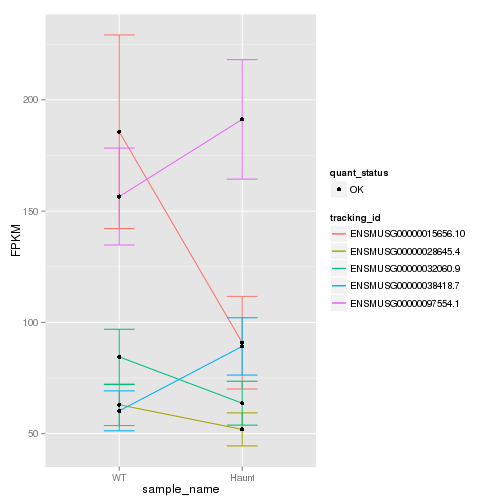 FPKM
200
150
100
50
WT
Haunt
sample_name
quant_status
OK
tracking_id
ENSMUSG00000015656.10
ENSMUSG00000028645.4
ENSMUSG00000032060.9
ENSMUSG00000038418.7
ENSMUSG00000097554.1